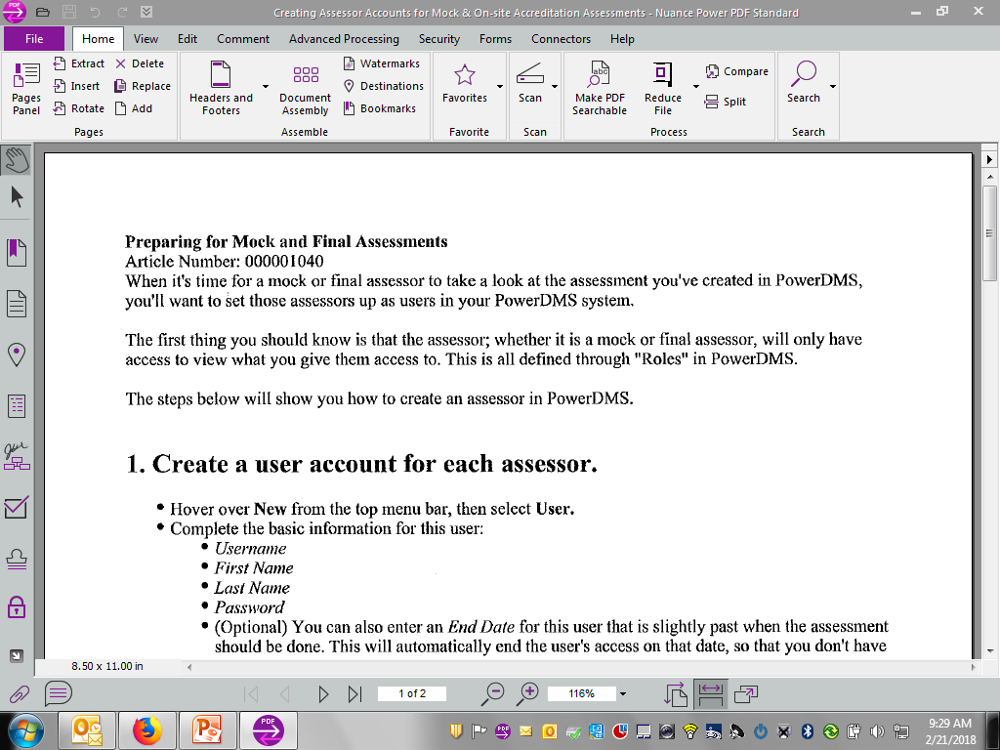 PDF
Creating Assessor Accounts for Mock & On-site Accreditation Assessments - Nuance Power PDF Standard
File Home View Edit Comment Advanced Processing Security Forms Connectors Help
Pages Panel
Extract
Delete
Insert
Replace
Rotate
Add
Pages
Headers and Footers
Document Assembly
Watermarks
Destinations
Bookmarks
Assemble
Favorites
Favorite
Scan
Scan
abc
Make PDF Searchable
Reduce File
Compare
Split
Process
Search
Search
Preparing for Mock and Final Assessments
Article Number: 000001040
When it's time for a mock or final assessor to take a look at the assessment you've created in PowerDMS,
you'll want to set those assessors up as users in your PowerDMS system.
The first thing you should know is that the assessor; whether it is a mock or final assessor, will only have
access to view what you give them access to. This is all defined through "Roles" in PowerDMS.
The steps below will show you how to create an assessor in PowerDMS.
1. Create a user account for each assessor.
• Hover over New from the top menu bar, then select User.
• Complete the basic information for this user:
• Username
• First Name
• Last Name
• Password
• (Optional) You can also enter an End Date for this user that is slightly past when the assessment
should be done. This will automatically end the user's access on that date, so that you don't have
8.50 x 11.00 in
1 of 2
116%
PDF
PDF
9:29 AM
2/21/2018